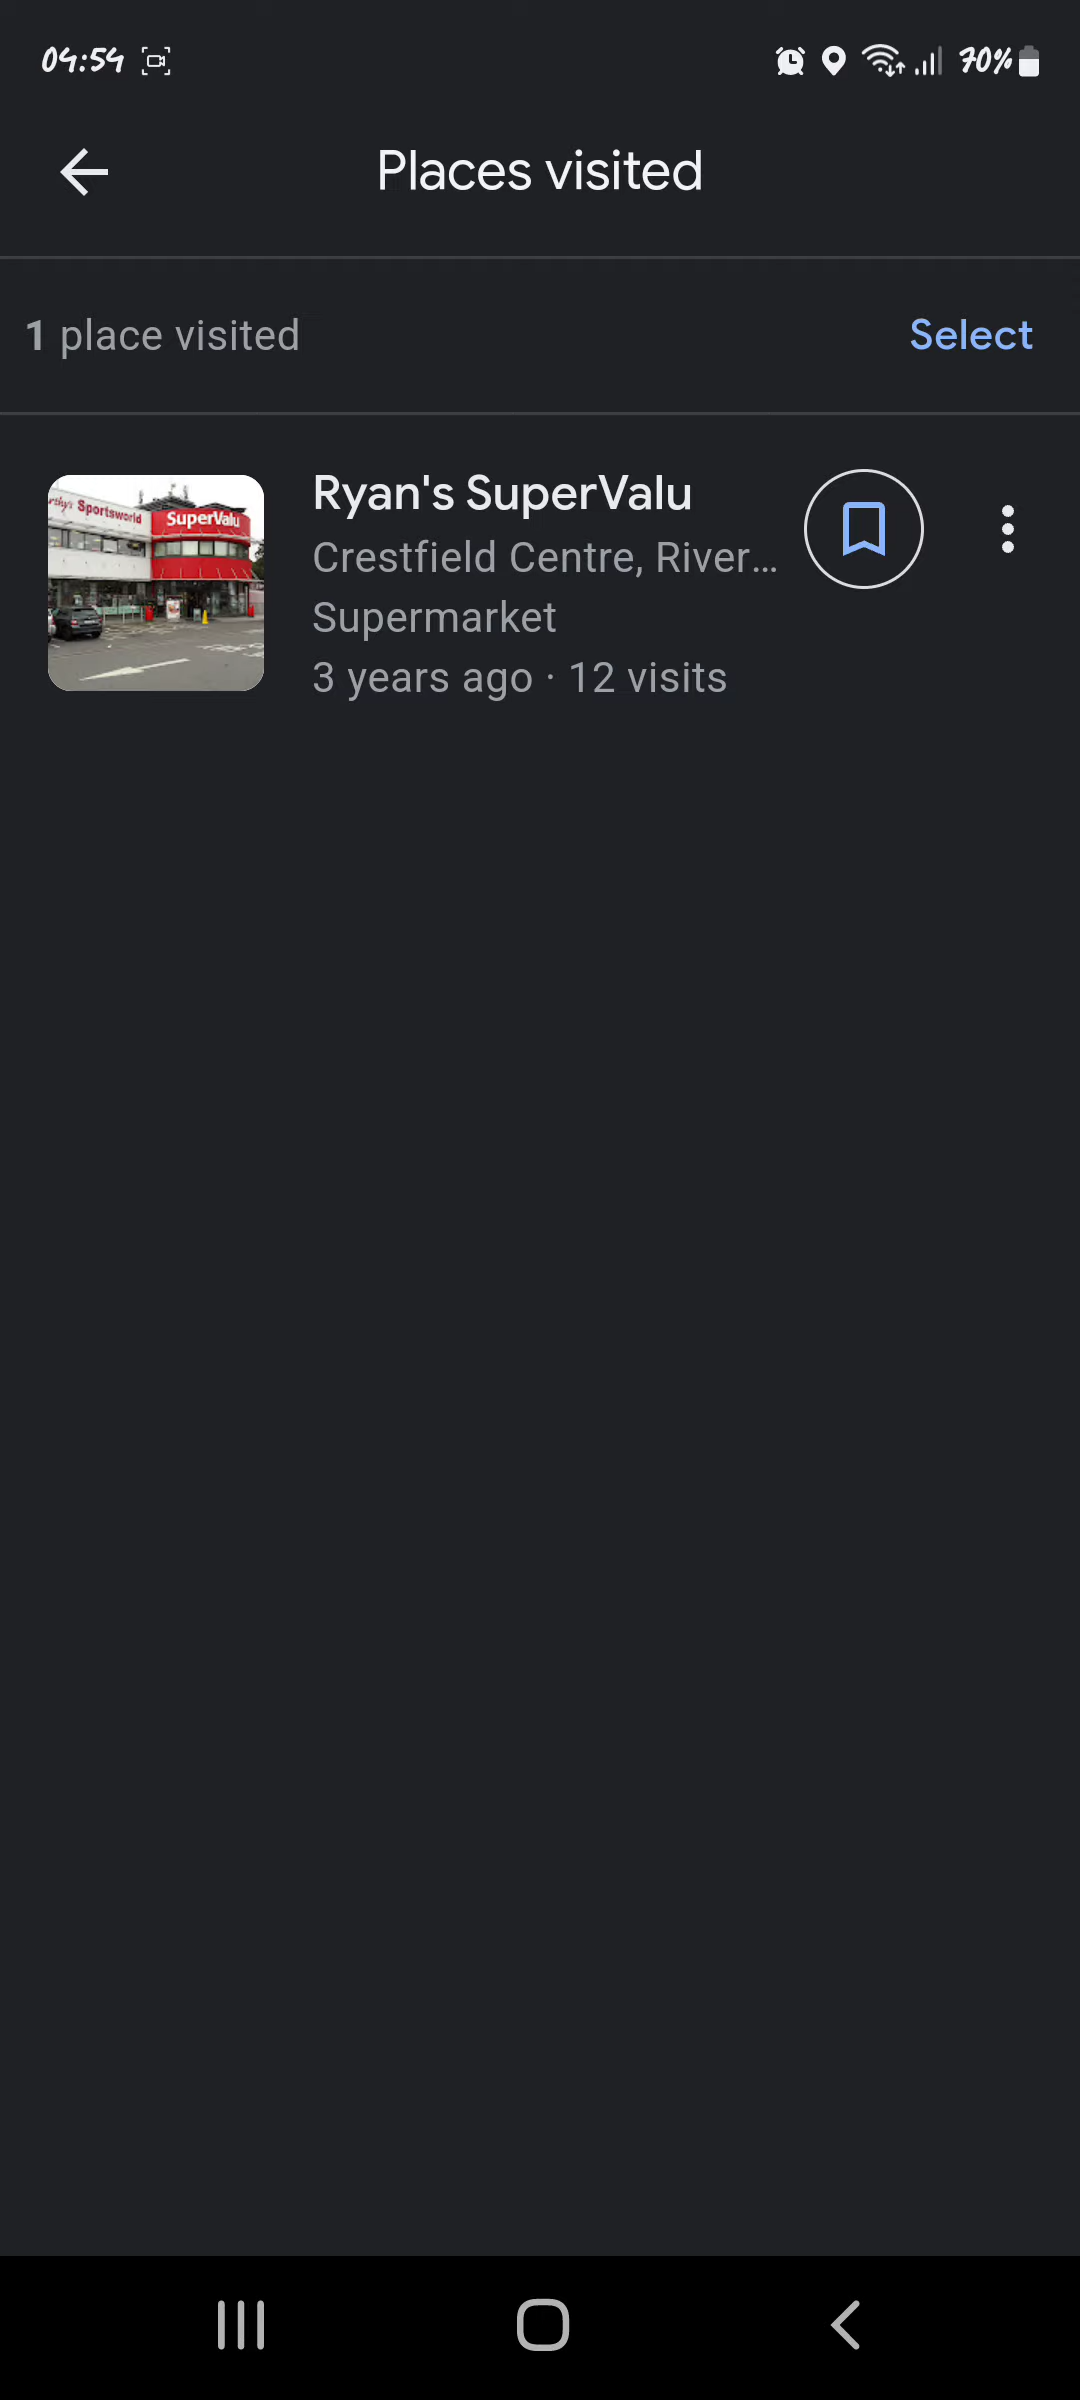 04:54
70%
Places visited
1 place visited
Select
Sportsworld
SuperValu
Ryan's SuperValu
Crestfield Centre, River...
Supermarket
3 years ago · 12 visits